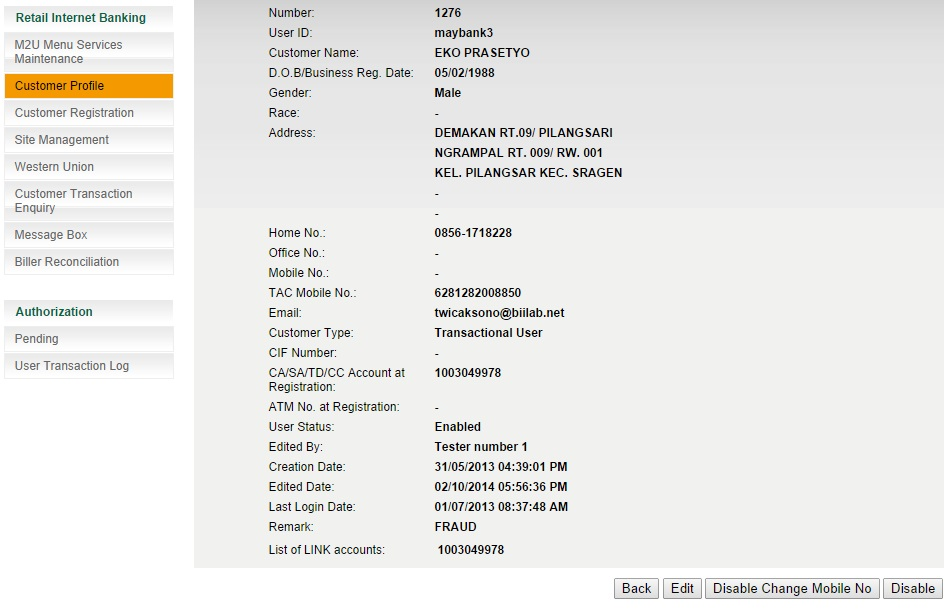 Retail Internet Banking
M2U Menu Services
Maintenance
Customer Profile
Customer Registration
Site Management
Western Union
Customer Transaction
Enquiry
Message Box
Biller Reconciliation
Authorization
Pending
User Transaction Log
Number: 1276
User ID: maybank3
Customer Name: EKO PRASETYO
D.O.B/Business Reg. Date: 05/02/1988
Gender: Male
Race: -
Address: DEMAKAN RT.09/ PILANGSARI
NGRAMPAL RT. 009/ RW. 001
KEL. PILANGSAR KEC. SRAGEN
-
-
Home No.: 0856-1718228
Office No.: -
Mobile No.: -
TAC Mobile No.: 6281282008850
Email: twicaksono@biilab.net
Customer Type: Transactional User
CIF Number: -
CA/SA/TD/CC Account at 1003049978
Registration:
ATM No. at Registration: -
User Status: Enabled
Edited By: Tester number 1
Creation Date: 31/05/2013 04:39:01 PM
Edited Date: 02/10/2014 05:56:36 PM
Last Login Date: 01/07/2013 08:37:48 AM
Remark: FRAUD
List of LINK accounts: 1003049978
Back Edit Disable Change Mobile No Disable